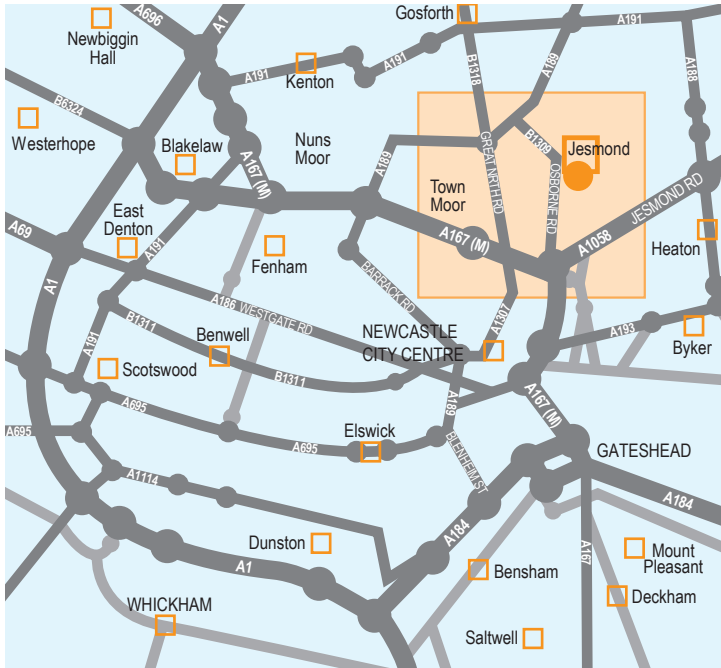 A696
A1
Gosforth
A191
Newbiggin
Hall
A191
A191
Kenton
B1318
A189
A188
B6324
Westerhope
Blakelaw
Nuns
Moor
A189
GREAT NRTH RD
B1309
Jesmond
A167 (M)
Town
Moor
OSBORNE RD
JESMOND RD
A69
East
Denton
A191
Fenham
A167 (M)
A1058
Heaton
A1
BARRACK RD
A186
WESTGATE RD
A1307
B1311
NEWCASTLE
CITY CENTRE
A193
Byker
A191
Benwell
Scotswood
B1311
A167 (M)
A695
A189
A695
A695
Elswick
BLENHEIM ST
GATESHEAD
A1114
A184
A184
Dunston
A167
Mount
Pleasant
A1
Bensham
Deckham
WHICKHAM
Saltwell